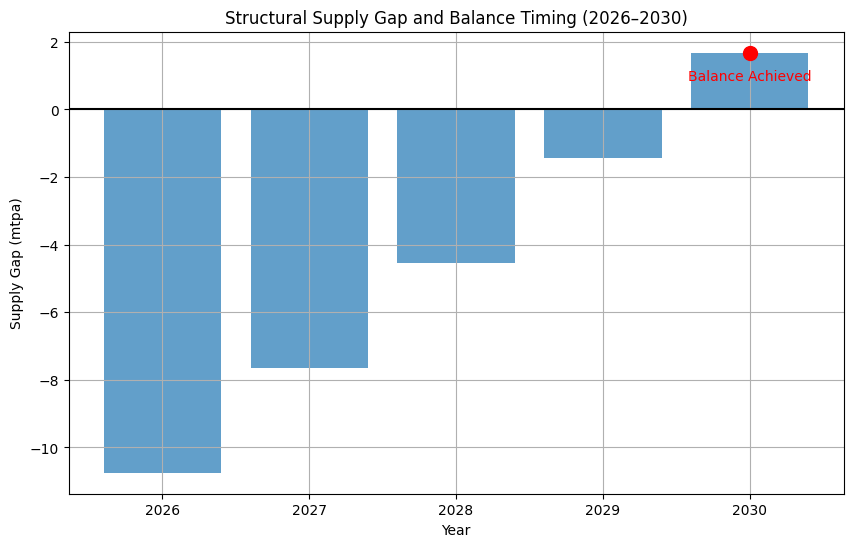 Structural Supply Gap and Balance Timing (2026–2030)
2
Balance Achieved
0
−2
−4
−6
−8
−10
Supply Gap (mtpa)
2026 2027 2028 2029 2030
Year